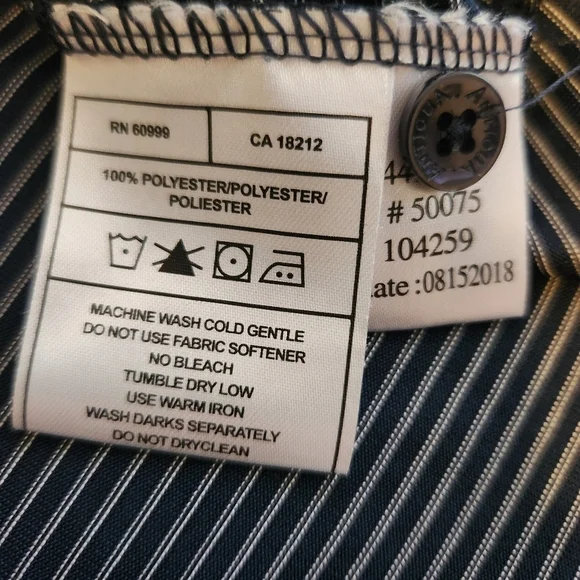 RN 60999
CA 18212
100% POLYESTER/POLYESTER/
POLIESTER
MACHINE WASH COLD GENTLE
DO NOT USE FABRIC SOFTENER
NO BLEACH
TUMBLE DRY LOW
USE WARM IRON
WASH DARKS SEPARATELY
DO NOT DRYCLEAN
44
# 50075
104259
ate :08152018